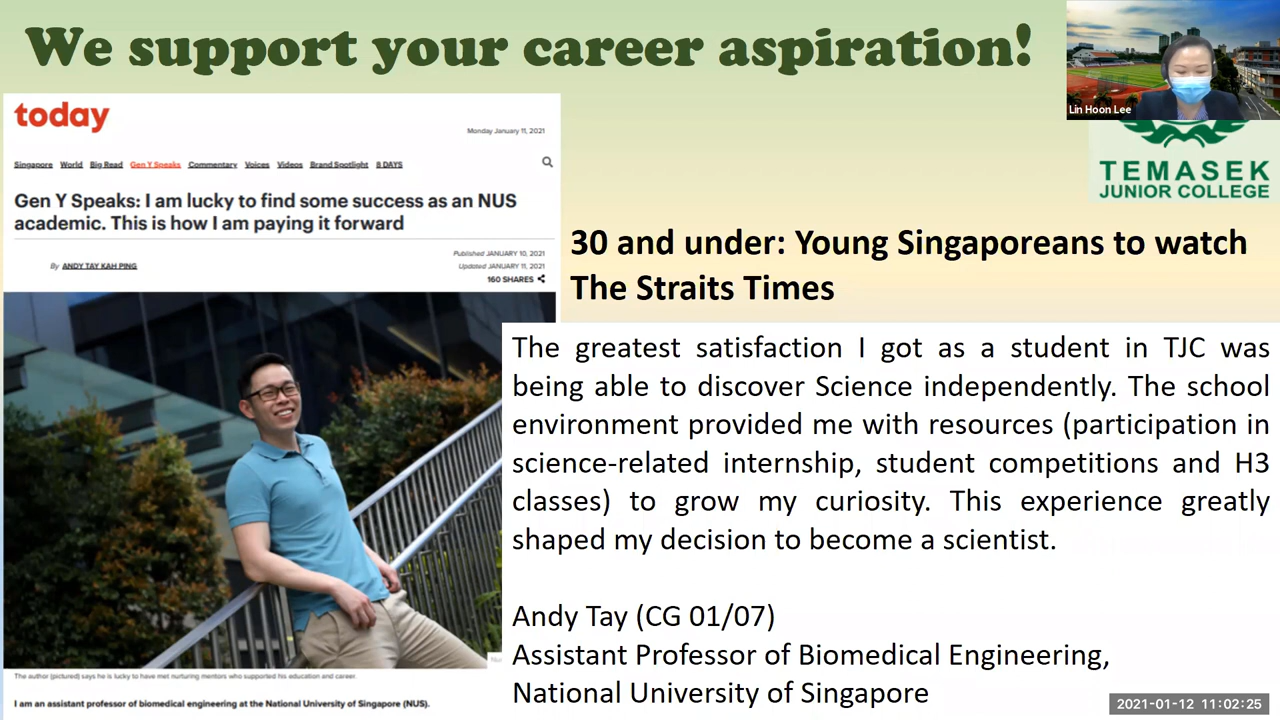 We support your career aspiration!
Lin Hoon Lee
TEMASEK
JUNIOR COLLEGE
today
Monday January 11, 2021
Singapore World Big Read Gen Y Speaks Commentary Voices Videos Brand Spotlight 8 DAYS
Gen Y Speaks: I am lucky to find some success as an NUS
academic. This is how I am paying it forward
Published JANUARY 10, 2021
By ANDY TAY KAH PING
Updated JANUARY 11, 2021
160 SHARES
30 and under: Young Singaporeans to watch
The Straits Times
The greatest satisfaction I got as a student in TJC was
being able to discover Science independently. The school
environment provided me with resources (participation in
science-related internship, student competitions and H3
classes) to grow my curiosity. This experience greatly
shaped my decision to become a scientist.
Andy Tay (CG 01/07)
Assistant Professor of Biomedical Engineering,
National University of Singapore
The author (pictured) says he is lucky to have met nurturing mentors who supported his education and career.
I am an assistant professor of biomedical engineering at the National University of Singapore (NUS).
2021-01-12 11:02:25